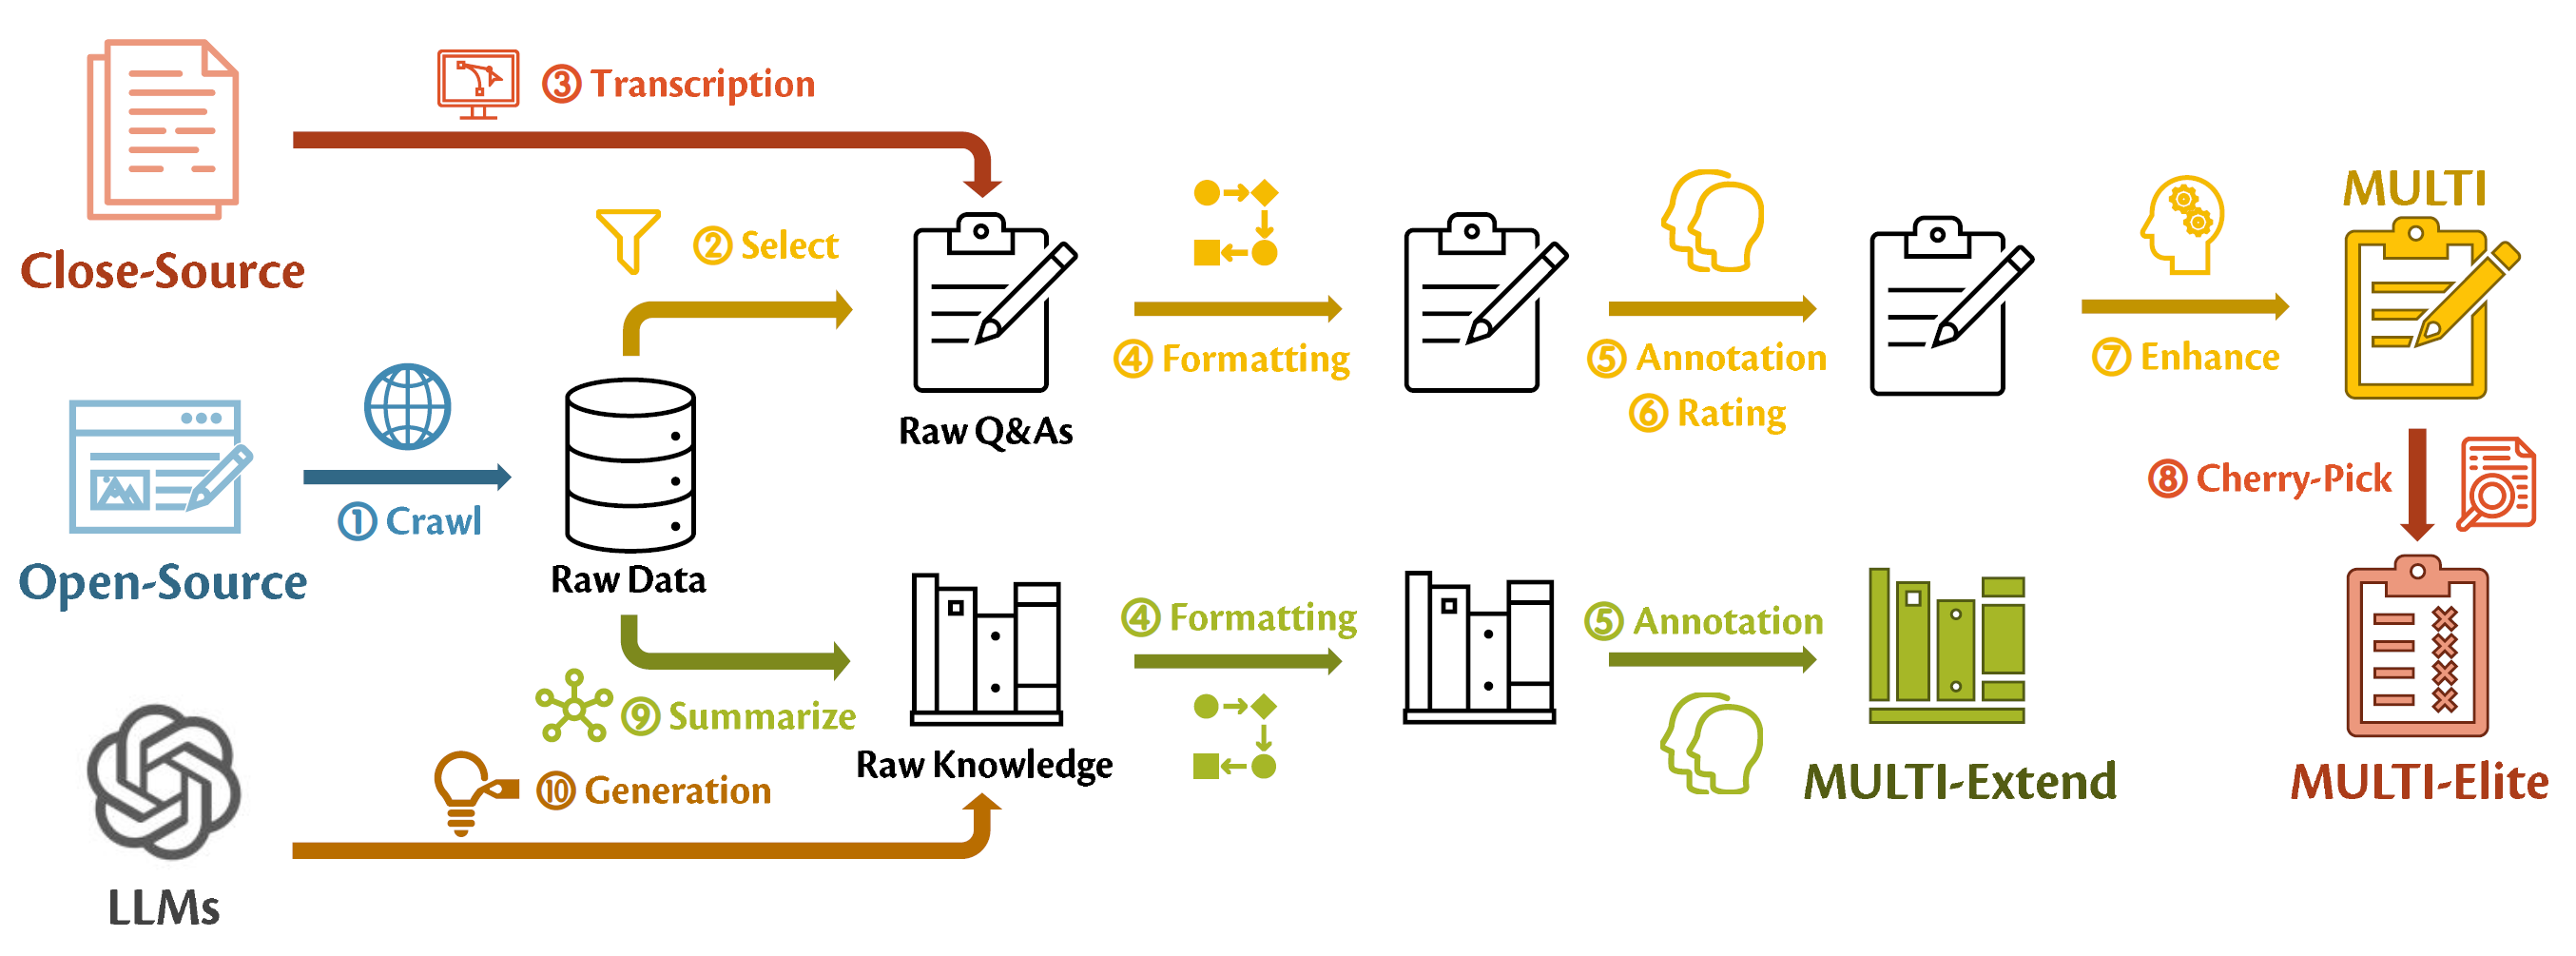 Close-Source
③ Transcription
② Select
Open-Source
① Crawl
Raw Data
Raw Q&As
④ Formatting
⑤ Annotation
⑥ Rating
⑦ Enhance
MULTI
⑧ Cherry-Pick
MULTI-Elite
LLMs
⑨ Summarize
⑩ Generation
Raw Knowledge
④ Formatting
⑤ Annotation
MULTI-Extend